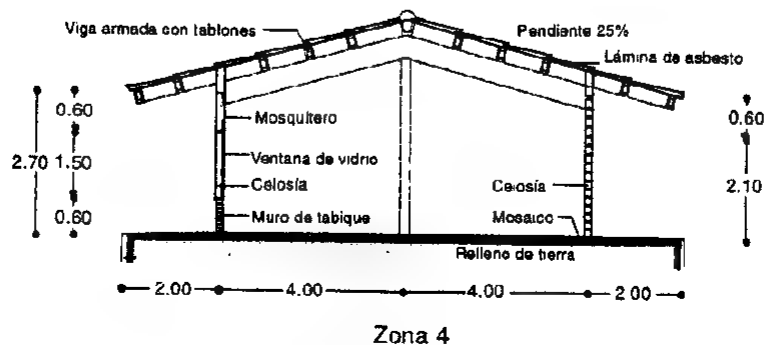 Viga armada con tablones
Pendiente 25%
Lámina de asbesto
0.60
2.70 1.50
0.60
Mosquitero
Ventana de vidrio
Celosía
Muro de tabique
Celosía
Mosaico
Relleno de tierra
0.60
2.10
2.00 4.00 4.00 2.00
Zona 4